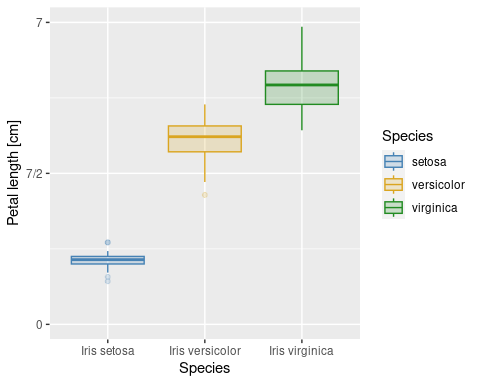 7
7/2
0
Petal length [cm]
Iris setosa
Iris versicolor
Iris virginica
Species
Species
setosa
versicolor
virginica